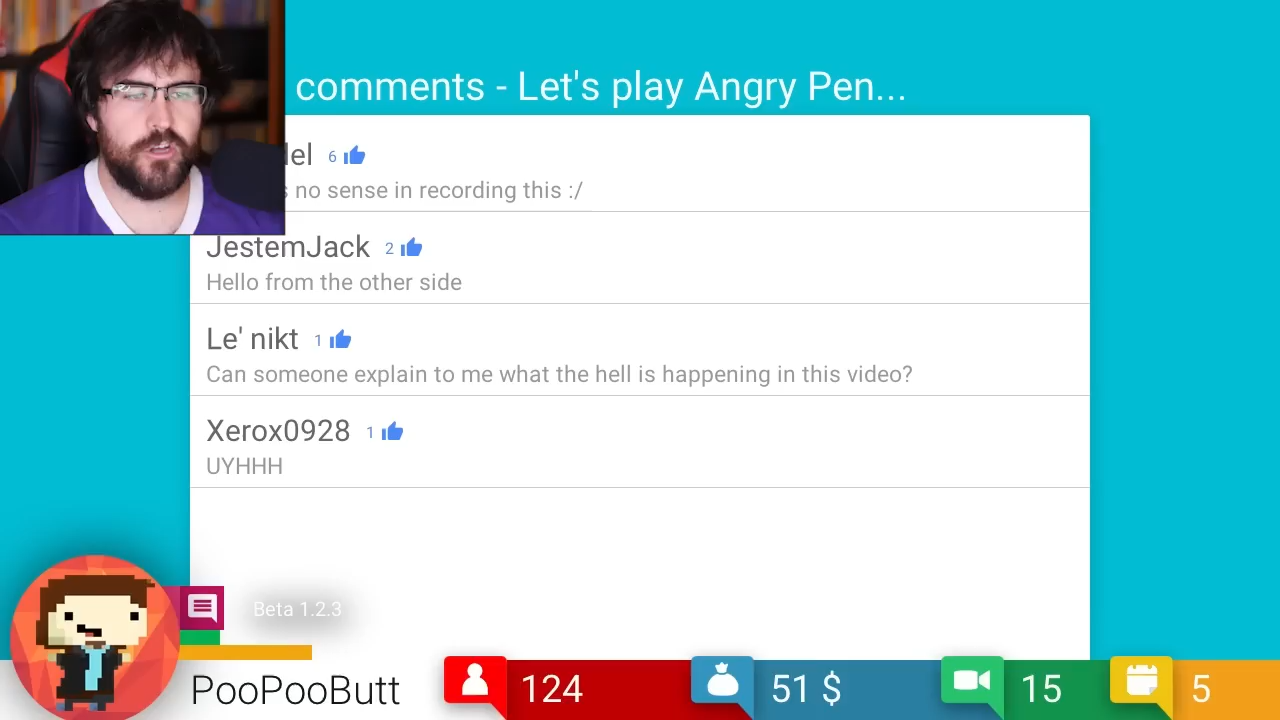 comments - Let's play Angry Pen...
6
no sense in recording this :/
JestemJack 2
Hello from the other side
Le' nikt 1
Can someone explain to me what the hell is happening in this video?
Xerox0928 1
UYHHH
Beta 1.2.3
PooPooButt 124 51 $ 15 5